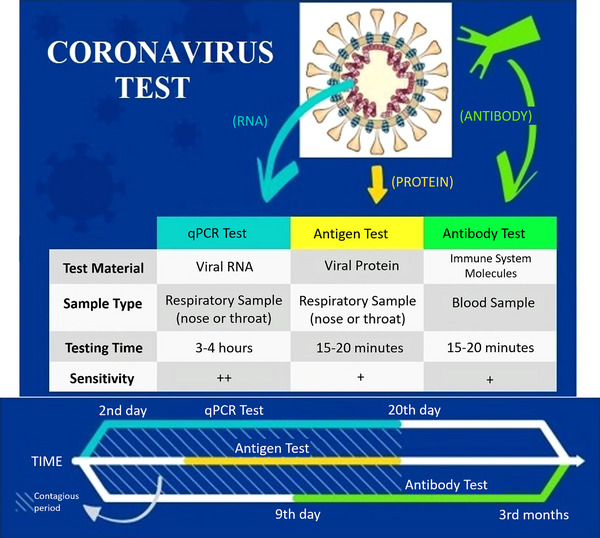 CORONAVIRUS
TEST
(RNA)
(ANTIBODY)
(PROTEIN)
qPCR Test
Antigen Test
Antibody Test
Test Material
Viral RNA
Viral Protein
Immune System
Molecules
Sample Type
Respiratory Sample
(nose or throat)
Respiratory Sample
(nose or throat)
Blood Sample
Testing Time
3-4 hours
15-20 minutes
15-20 minutes
Sensitivity
++
+
+
2nd day
qPCR Test
20th day
Antigen Test
TIME
Antibody Test
Contagious
period
9th day
3rd months